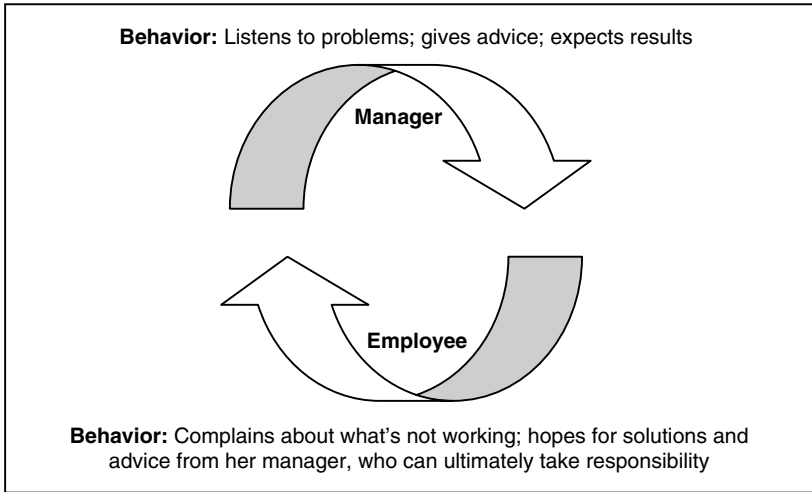 Behavior: Listens to problems; gives advice; expects results
Manager
Employee
Behavior: Complains about what's not working; hopes for solutions and
advice from her manager, who can ultimately take responsibility